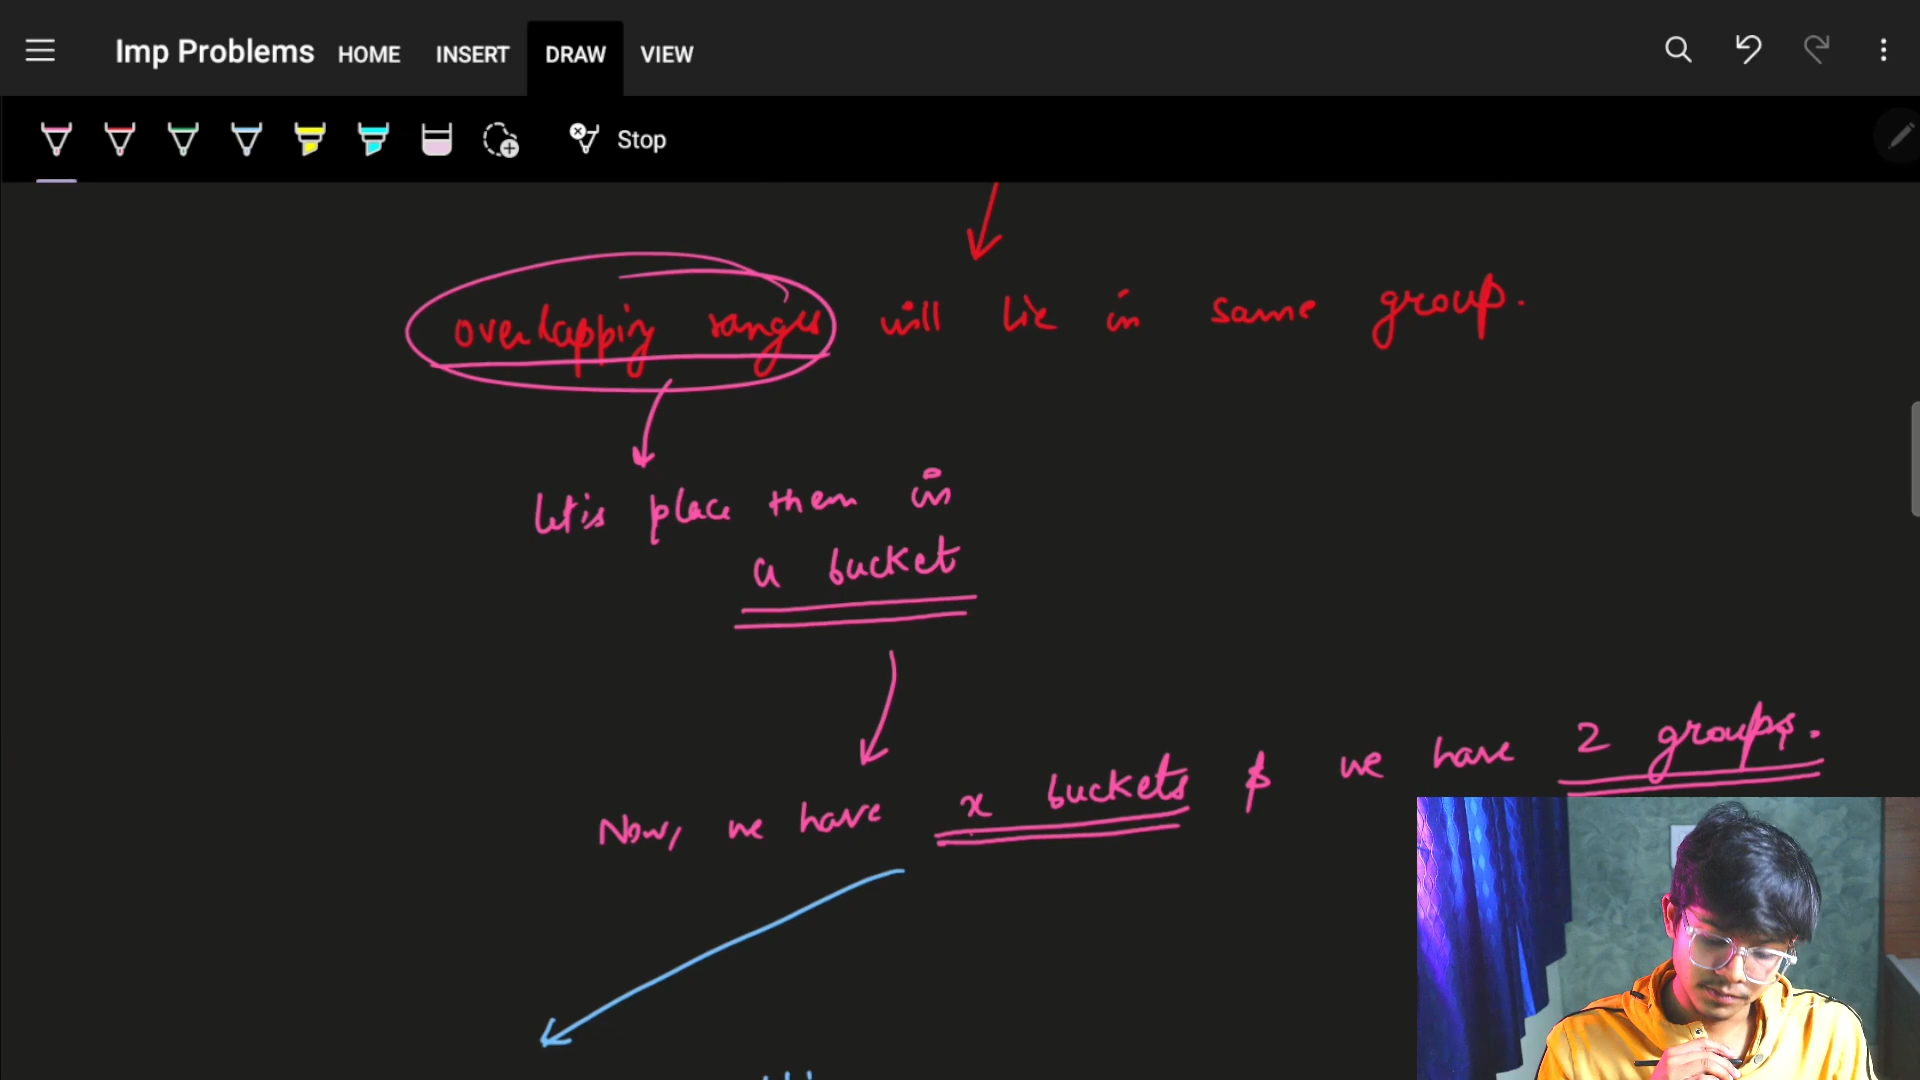 Imp Problems HOME INSERT DRAW VIEW
Stop
overlapping ranges will lie in same group.
let's place them in
a bucket
Now, we have x buckets & we have 2 groups.